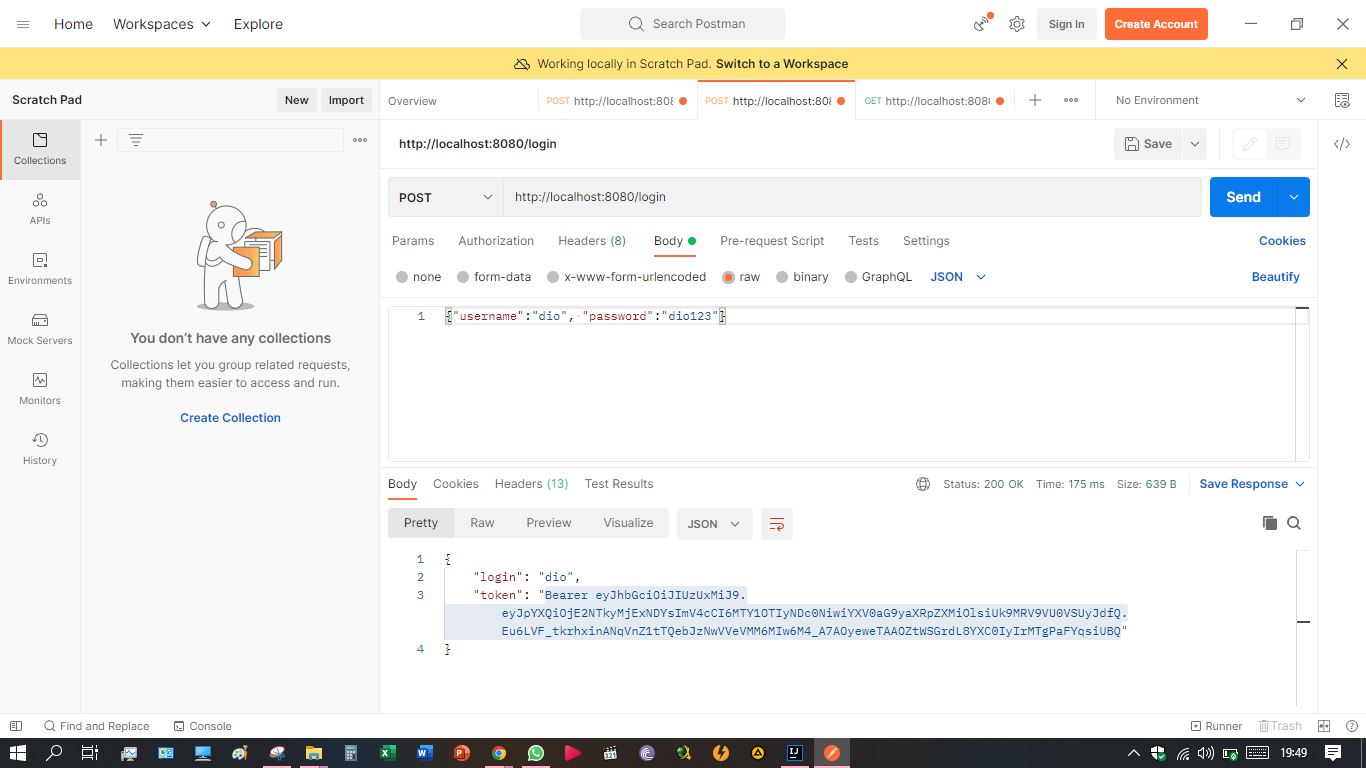 Home Workspaces Explore Search Postman Sign In Create Account
Working locally in Scratch Pad. Switch to a Workspace
Scratch Pad New Import Overview POST http://localhost:808 POST http://localhost:808 GET http://localhost:8080 No Environment
Collections
http://localhost:8080/login Save
POST http://localhost:8080/login Send
APIs
Params Authorization Headers (8) Body Pre-request Script Tests Settings Cookies
Environments
none form-data x-www-form-urlencoded raw binary GraphQL JSON Beautify
1 {"username":"dio", "password":"dio123"}
Mock Servers
You don't have any collections
Collections let you group related requests,
making them easier to access and run.
Monitors
Create Collection
History
Body Cookies Headers (13) Test Results Status: 200 OK Time: 175 ms Size: 639 B Save Response
Pretty Raw Preview Visualize JSON
1 {
2 "login": "dio",
3 "token": "Bearer eyJhbGciOiJIUzUxMiJ9.
eyJpYXQiOjE2NTkyMjExNDYsImV4cCI6MTY1OTIyNDc0NiwiYXV0aG9yaXRpZXMiOlsiUk9MRV9VU0VSUyJdfQ.
Eu6LVF_tkrhxinANqVnZ1tTQebJzNwVVeVMM6MIw6M4_A7AOyeweTAAOZtWSGrdL8YXC0IyIrMTgPaFYqsiUBQ"
4 }
Find and Replace Console Runner Trash
19:49